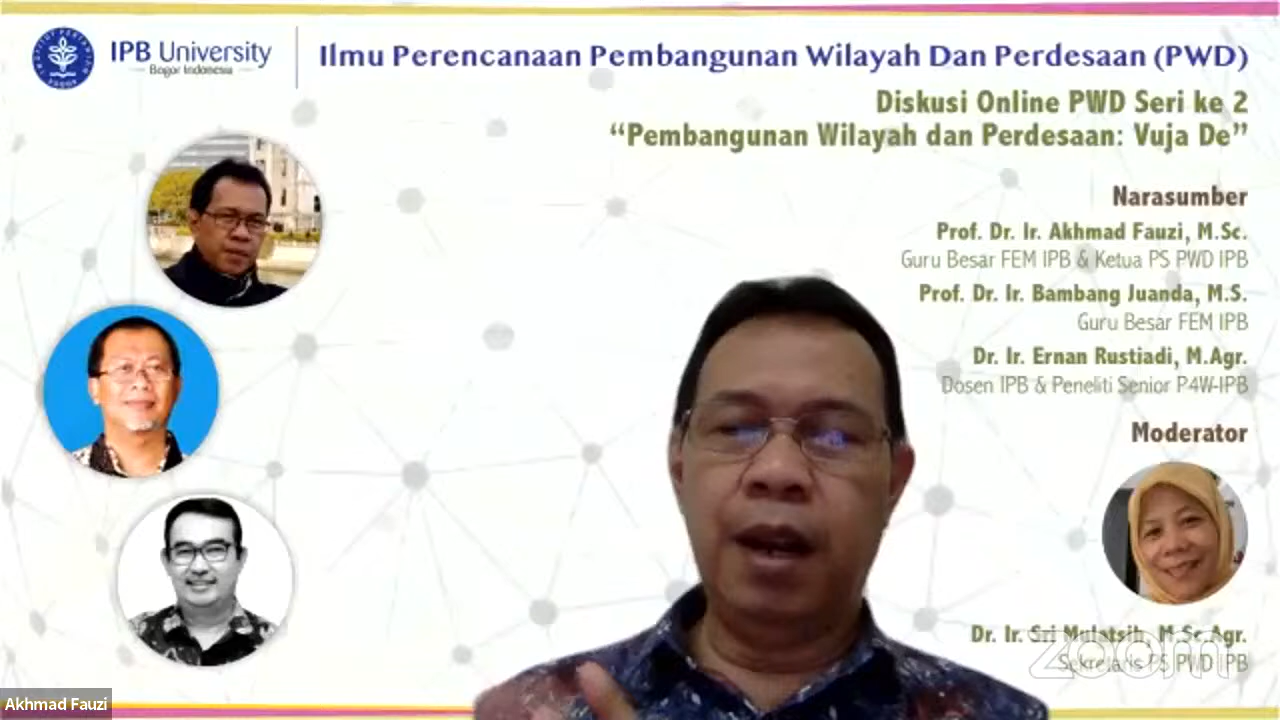 IPB University
Bogor Indonesia
Ilmu Perencanaan Pembangunan Wilayah Dan Perdesaan (PWD)
Diskusi Online PWD Seri ke 2
“Pembangunan Wilayah dan Perdesaan: Vuja De”
Narasumber
Prof. Dr. Ir. Akhmad Fauzi, M.Sc.
Guru Besar FEM IPB & Ketua PS PWD IPB
Prof. Dr. Ir. Bambang Juanda, M.S.
Guru Besar FEM IPB
Dr. Ir. Ernan Rustiadi, M.Agr.
Dosen IPB & Peneliti Senior P4W-IPB
Moderator
Dr. Ir. Sri Mulatsih, M.Sc.Agr.
Sekretaris PS PWD IPB
zoom
Akhmad Fauzi